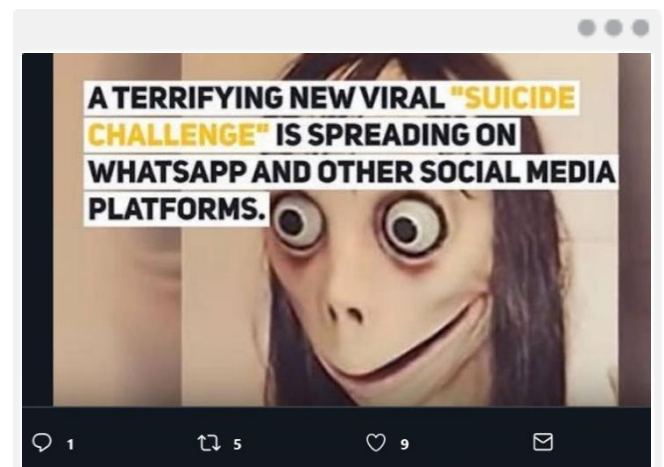 A TERRIFYING NEW VIRAL "SUICIDE
CHALLENGE" IS SPREADING ON
WHATSAPP AND OTHER SOCIAL MEDIA
PLATFORMS.
1 5 9